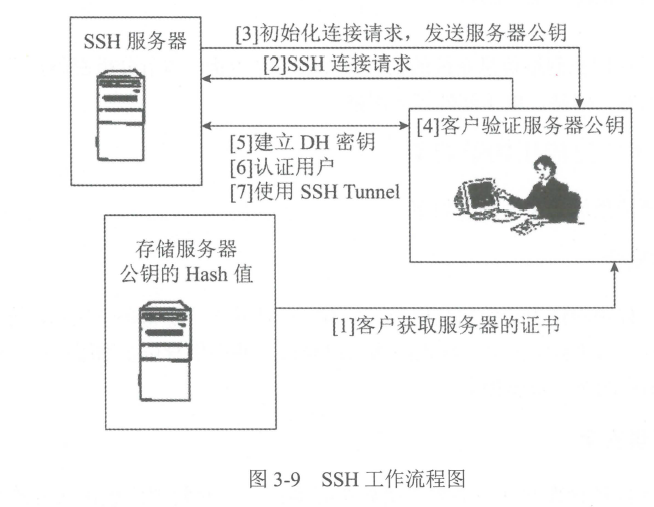 SSH 服务器
[3]初始化连接请求，发送服务器公钥
[2]SSH 连接请求
[4]客户验证服务器公钥
[5]建立 DH 密钥
[6]认证用户
[7]使用 SSH Tunnel
存储服务器
公钥的 Hash 值
[1]客户获取服务器的证书
图 3-9 SSH 工作流程图